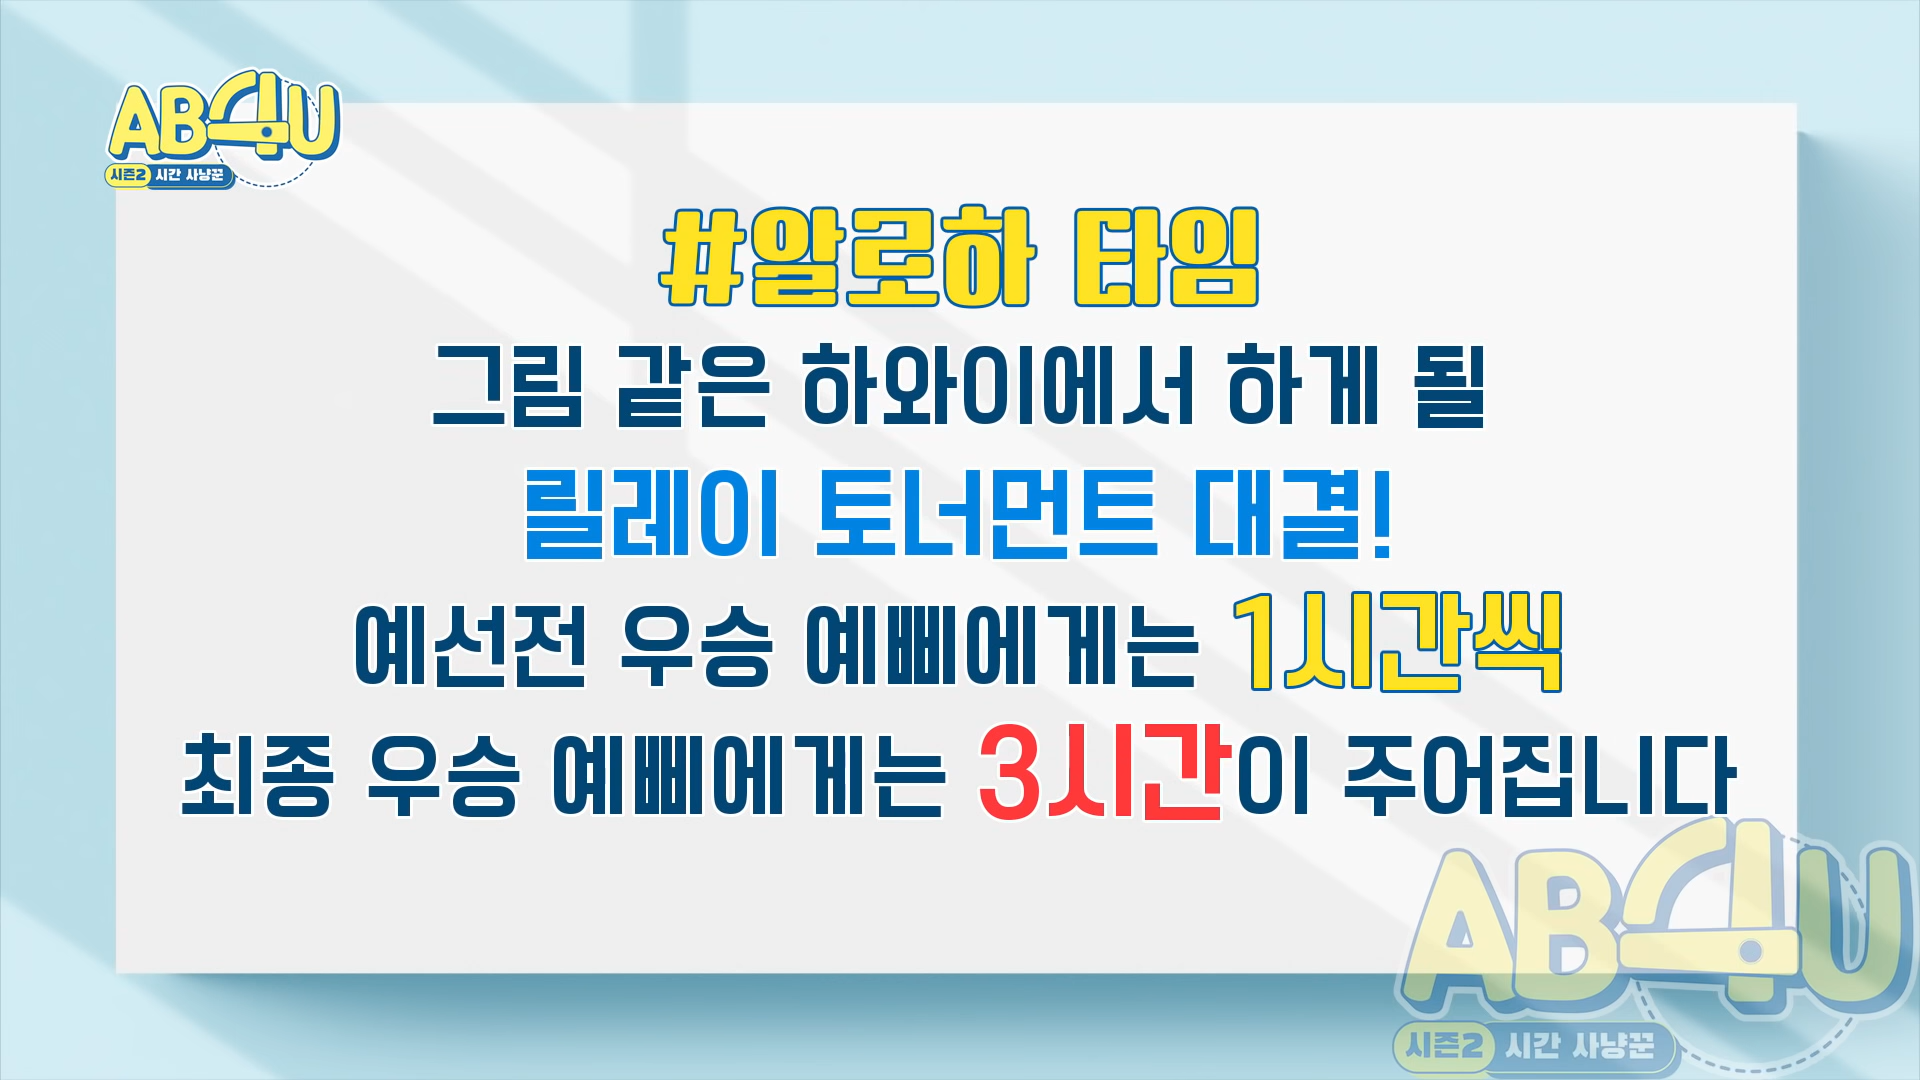 AB4U
시즌2 시간 사냥꾼
#알로하 타임
그림 같은 하와이에서 하게 될
릴레이 토너먼트 대결!
예선전 우승 예삐에게는 1시간씩
최종 우승 예삐에게는 3시간이 주어집니다
AB4U
시즌2 시간 사냥꾼